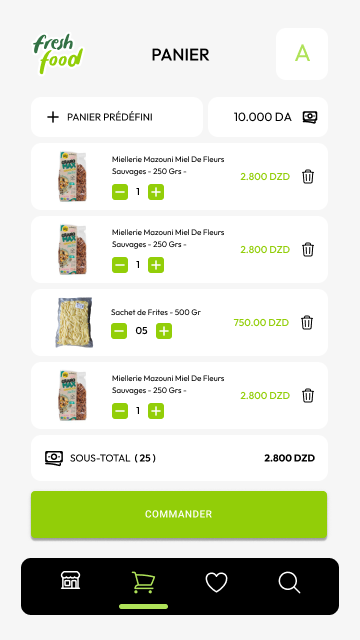 fresh
food
PANIER
A
+ PANIER PRÉDÉFINI
10.000 DA
Miellerie Mazouni Miel De Fleurs
Sauvages - 250 Grs -
2.800 DZD
1
Miellerie Mazouni Miel De Fleurs
Sauvages - 250 Grs -
2.800 DZD
1
Sachet de Frites - 500 Gr
750.00 DZD
05
Miellerie Mazouni Miel De Fleurs
Sauvages - 250 Grs -
2.800 DZD
1
SOUS-TOTAL ( 25 )
2.800 DZD
COMMANDER